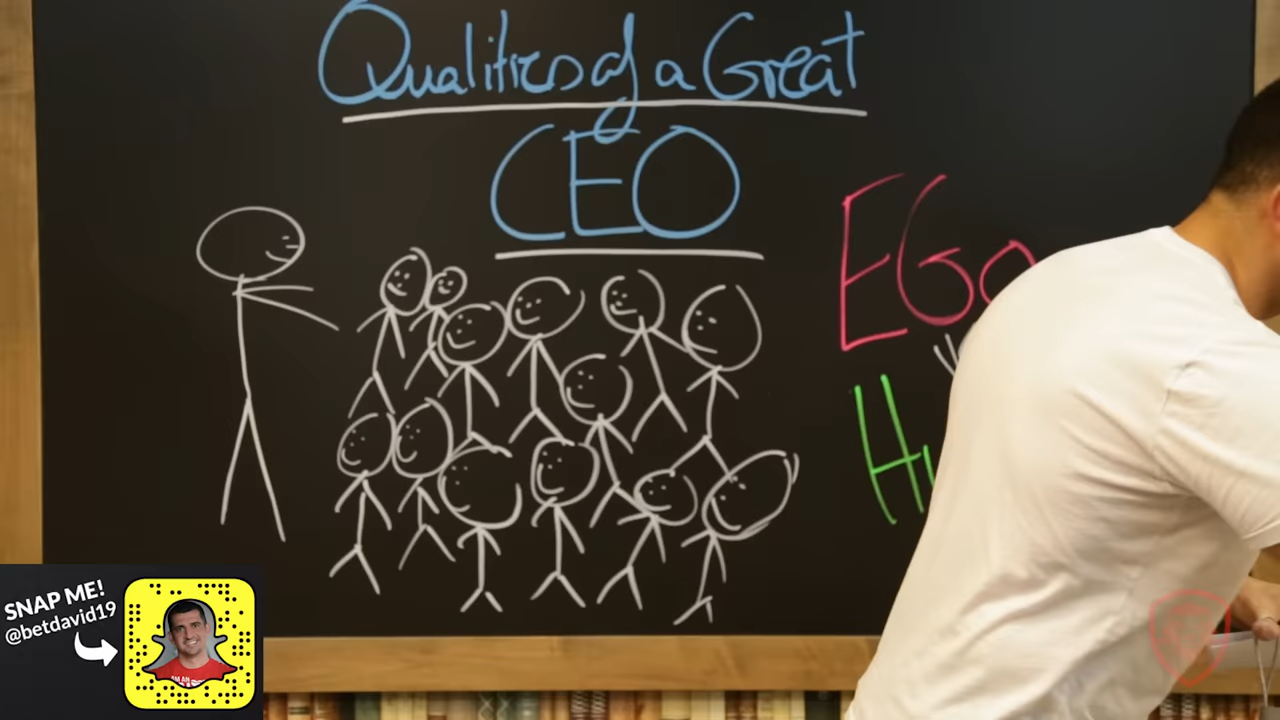 Qualities of a Great
CEO
EGo
SNAP ME!
@betdavid19